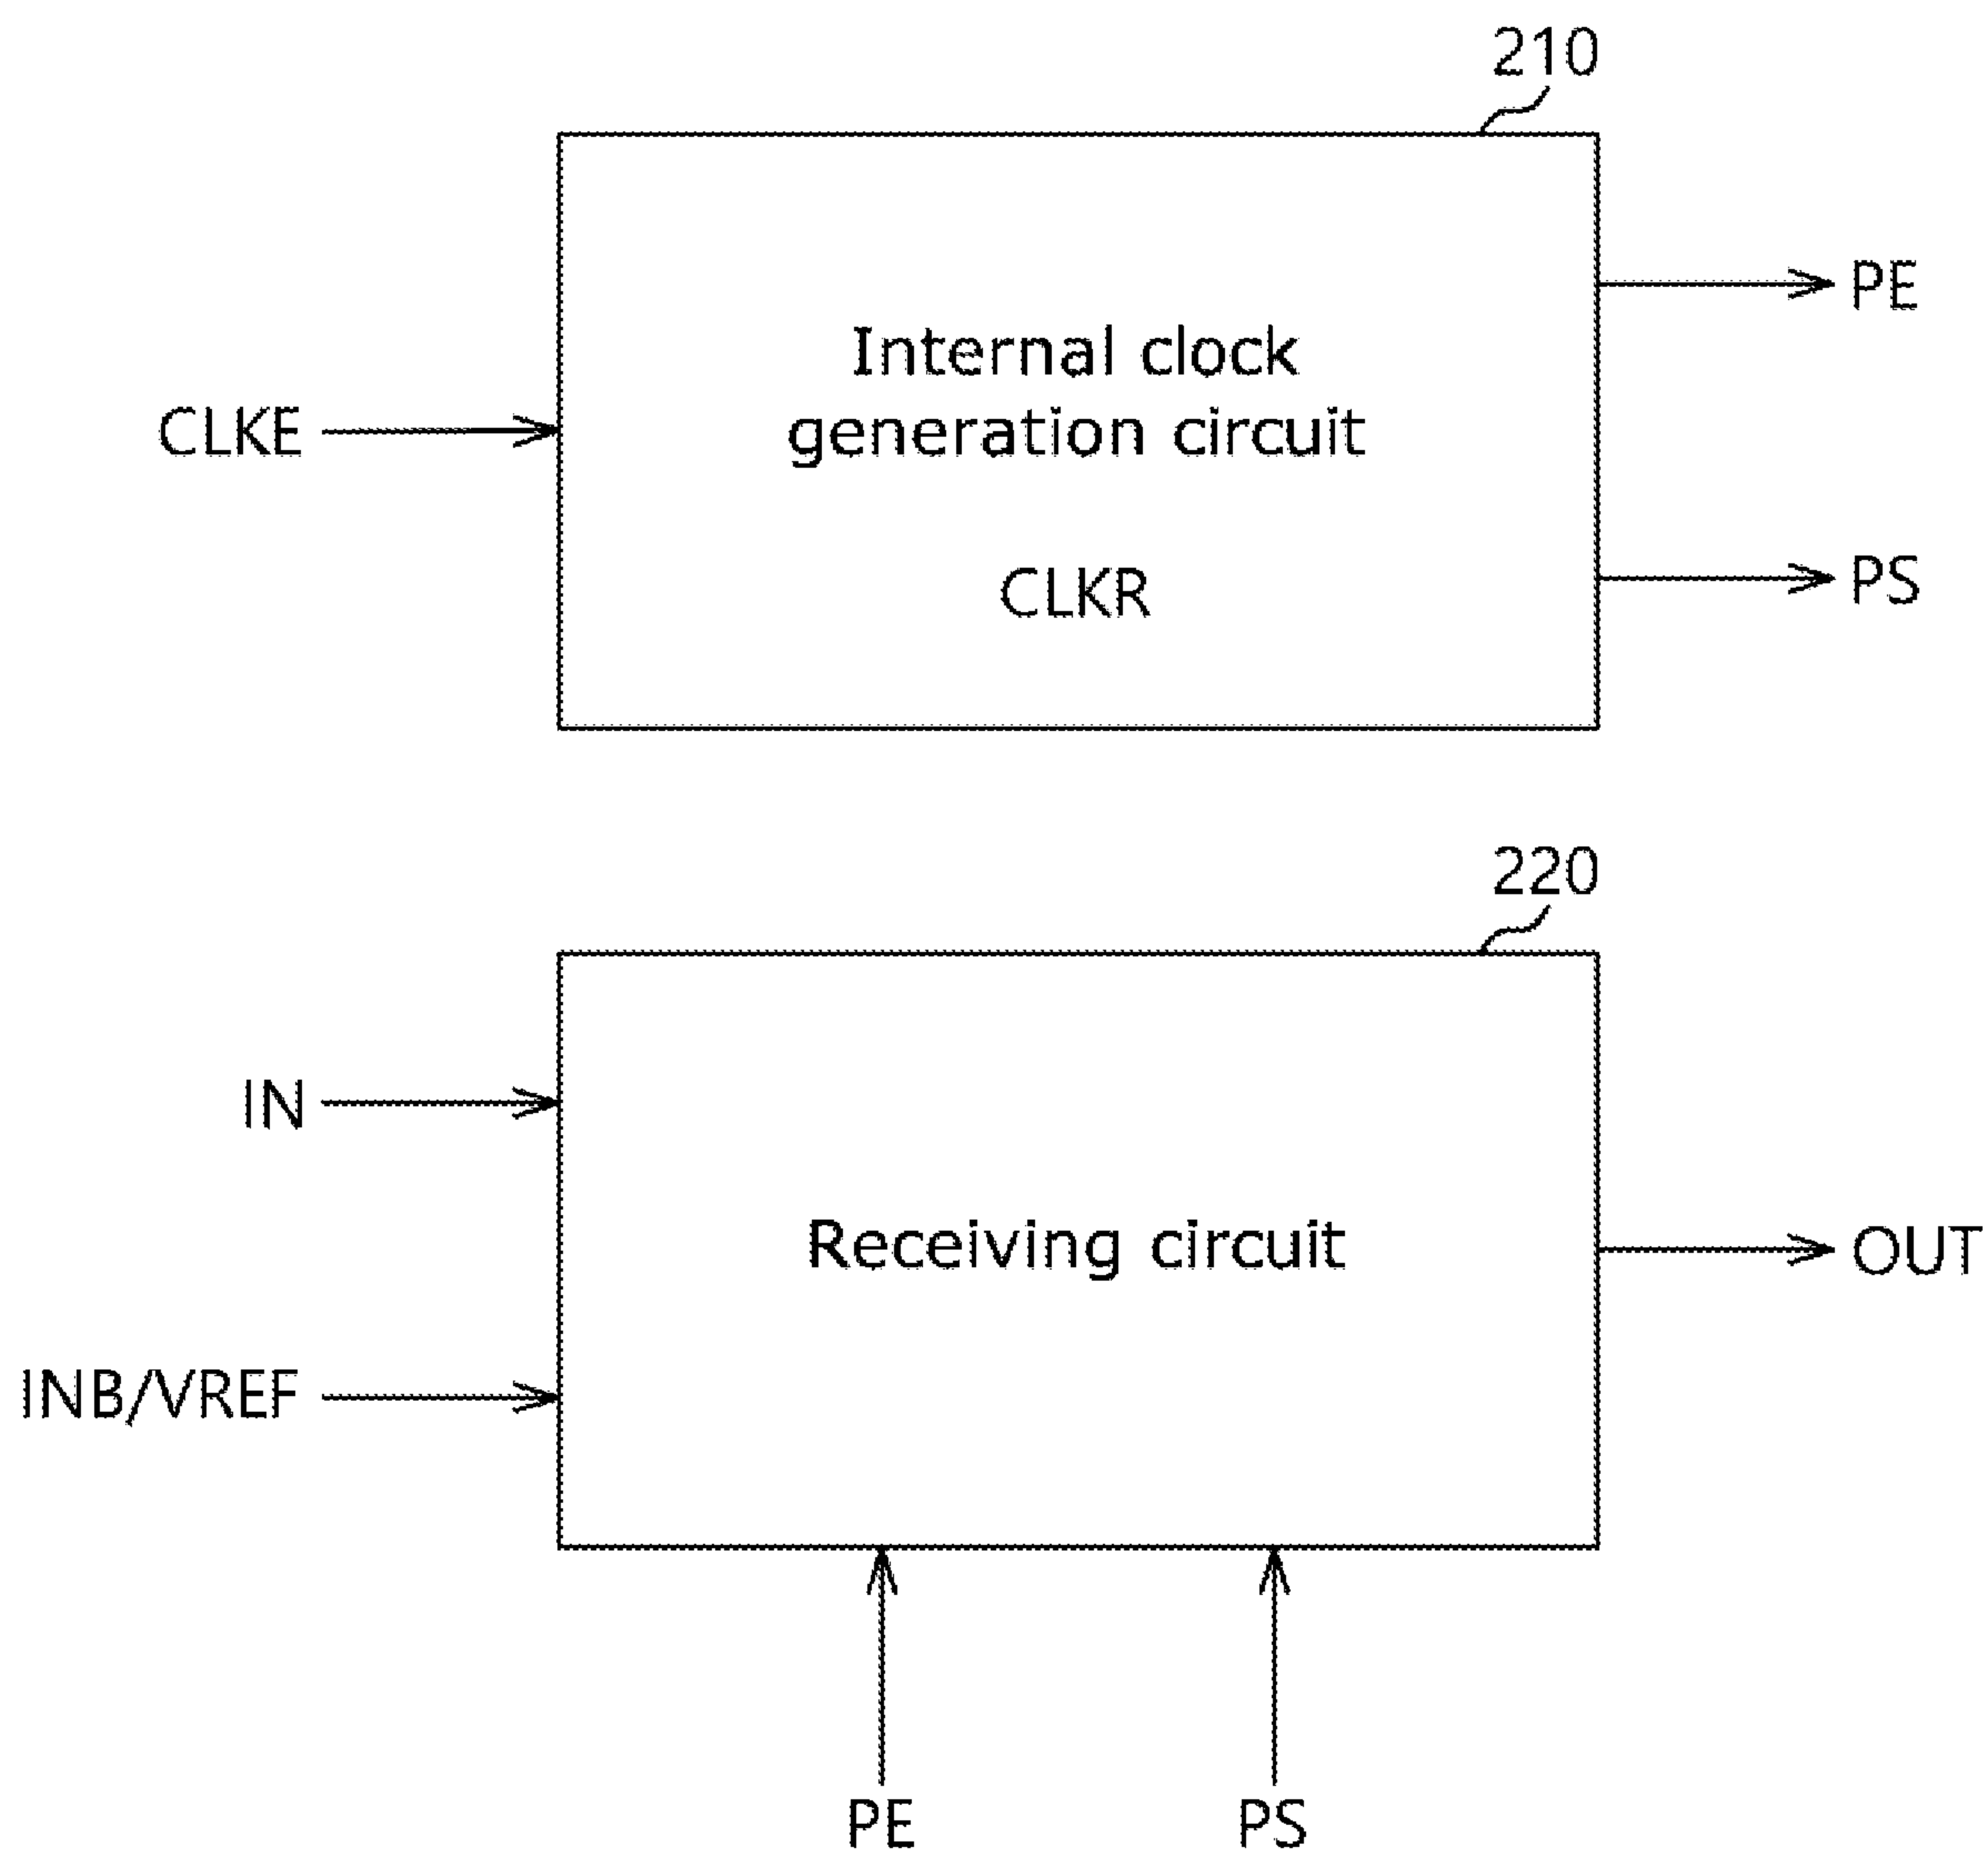 210
PE
Internal clock
generation circuit
CLKE
CLKR
PS
220
IN
Receiving circuit
OUT
INB/VREF
PE
PS